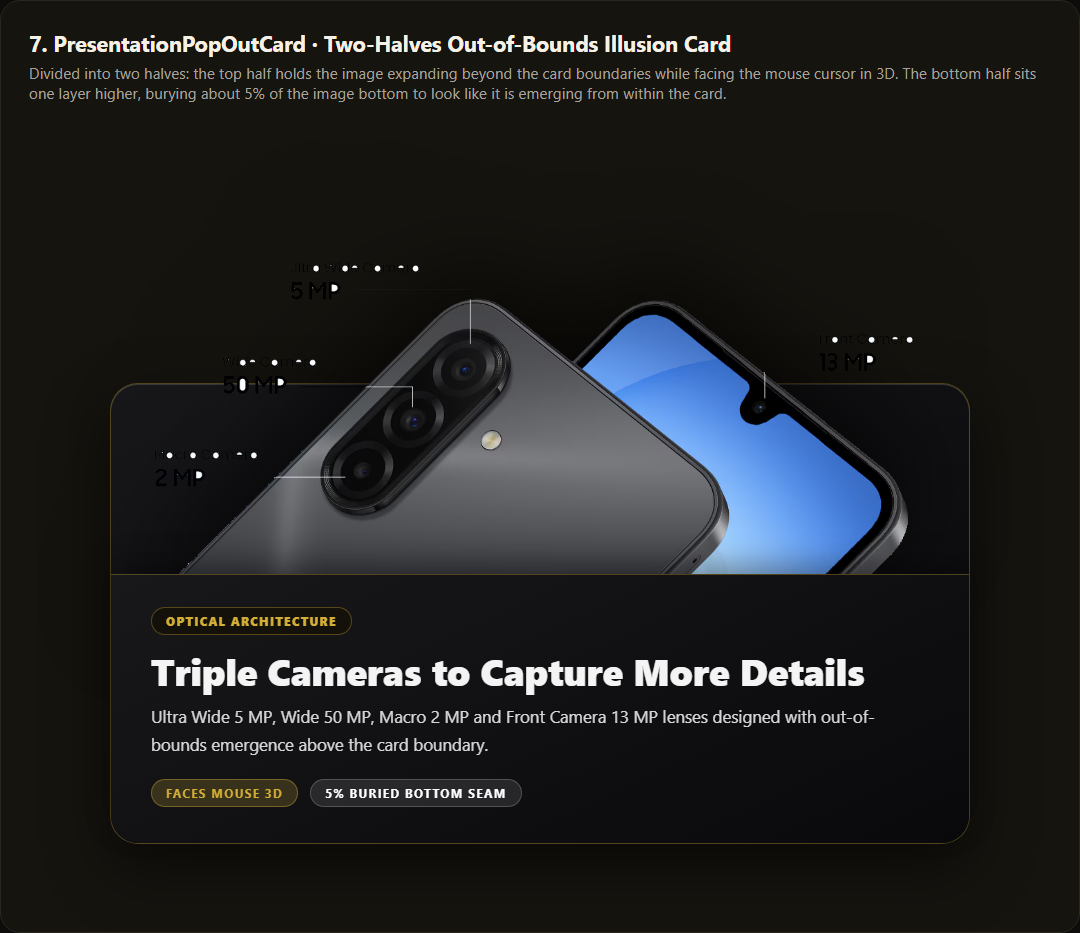 7. PresentationPopOutCard · Two-Halves Out-of-Bounds Illusion Card
Divided into two halves: the top half holds the image expanding beyond the card boundaries while facing the mouse cursor in 3D. The bottom half sits
one layer higher, burying about 5% of the image bottom to look like it is emerging from within the card.
5 MP
13 MP
50 MP
2 MP
OPTICAL ARCHITECTURE
Triple Cameras to Capture More Details
Ultra Wide 5 MP, Wide 50 MP, Macro 2 MP and Front Camera 13 MP lenses designed with out-of-
bounds emergence above the card boundary.
FACES MOUSE 3D
5% BURIED BOTTOM SEAM